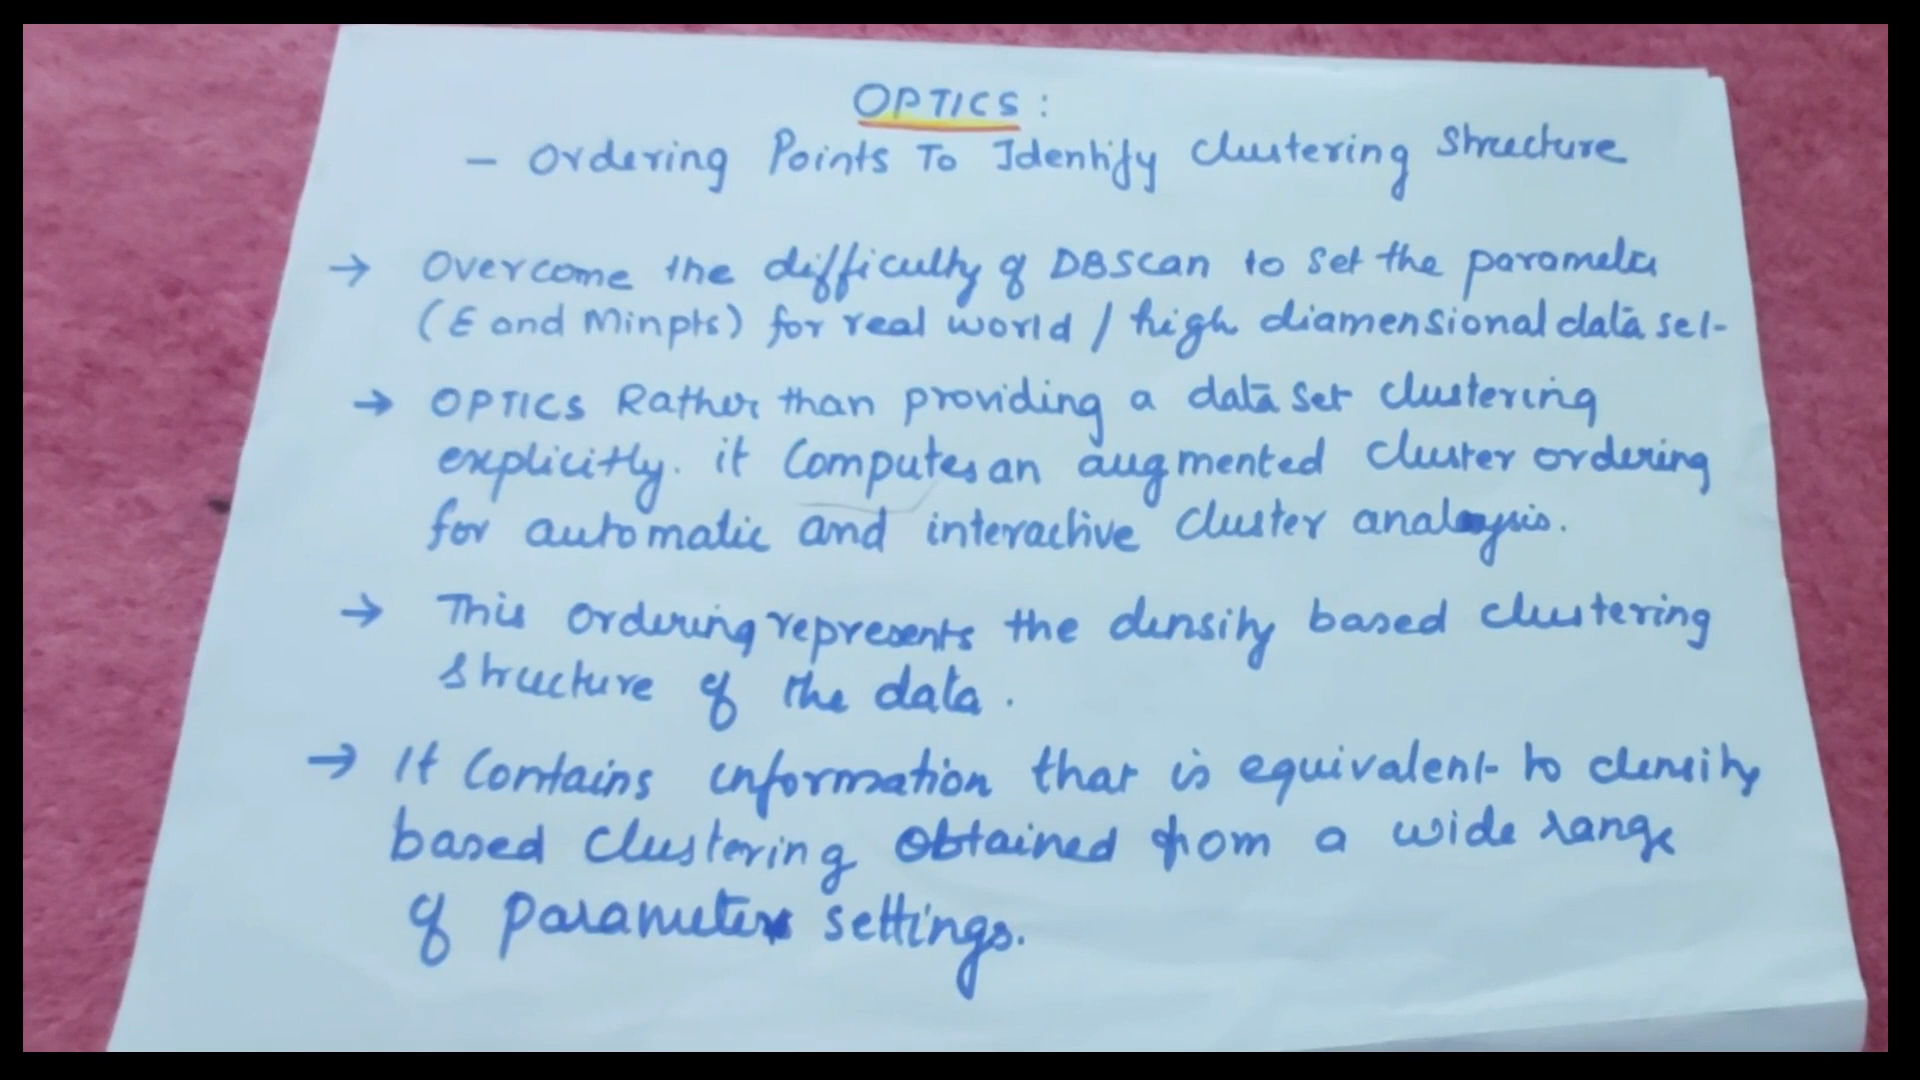 OPTICS :
- Ordering Points To Identify Clustering Structure
→ Overcome the difficulty of DBSCAN to set the parameter
(ε and Minpts) for real world / high diamensional data set
→ OPTICS Rather than providing a data set clustering
explicitly. it Computes an augmented cluster ordering
for automatic and interactive cluster analaysis.
→ This ordering represents the density based clustering
structure of the data .
→ It Contains information that is equivalent to density
based clustering obtained from a wide range
of parameters settings.